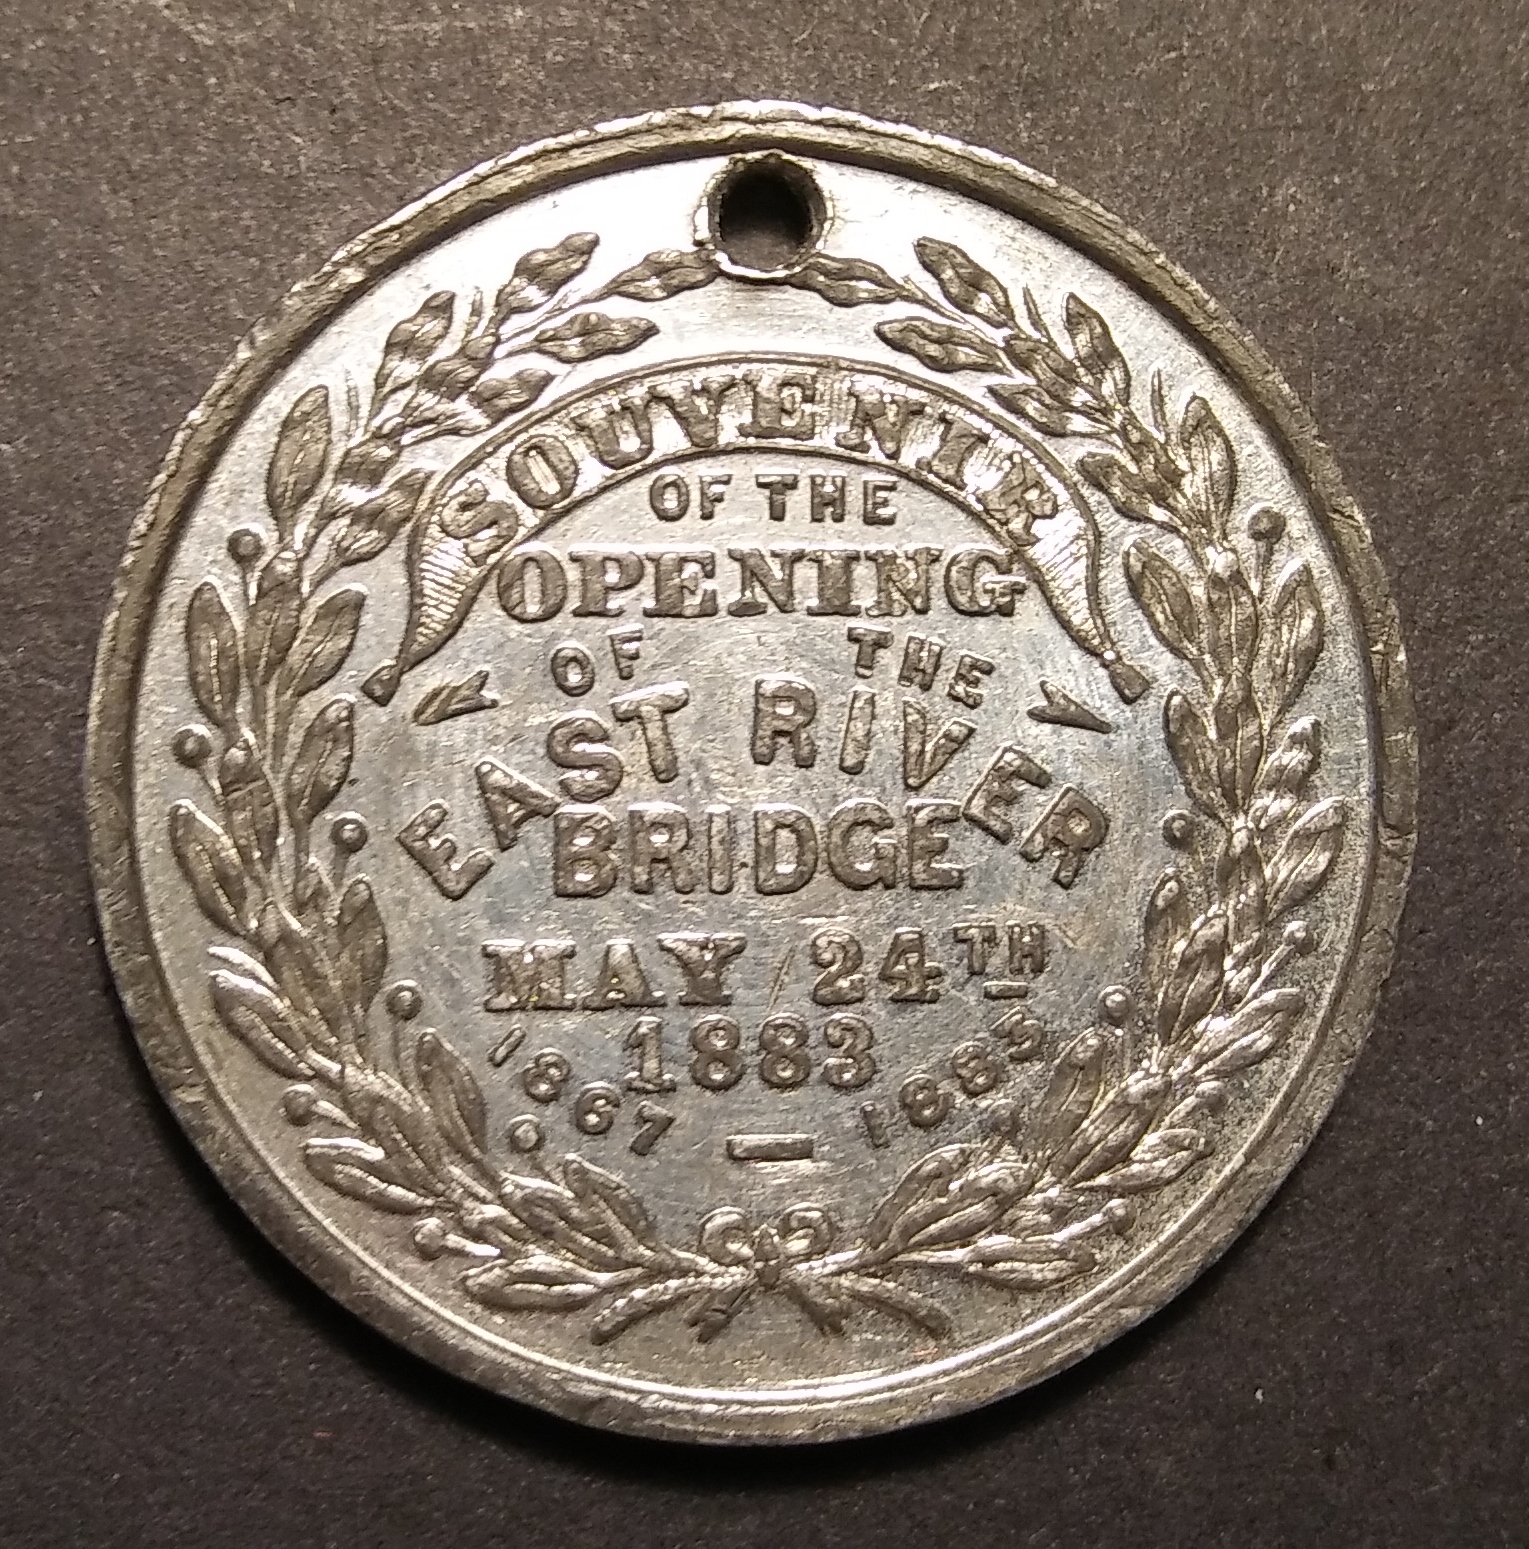 SOUVENIR
OF THE
OPENING
OF THE
EAST RIVER
BRIDGE
MAY 24TH
1883
1867 — 1883